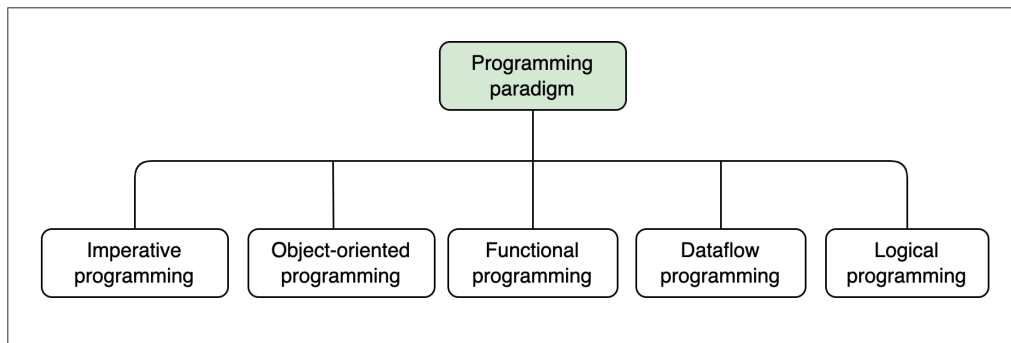 Programming
paradigm
Imperative
programming
Object-oriented
programming
Functional
programming
Dataflow
programming
Logical
programming